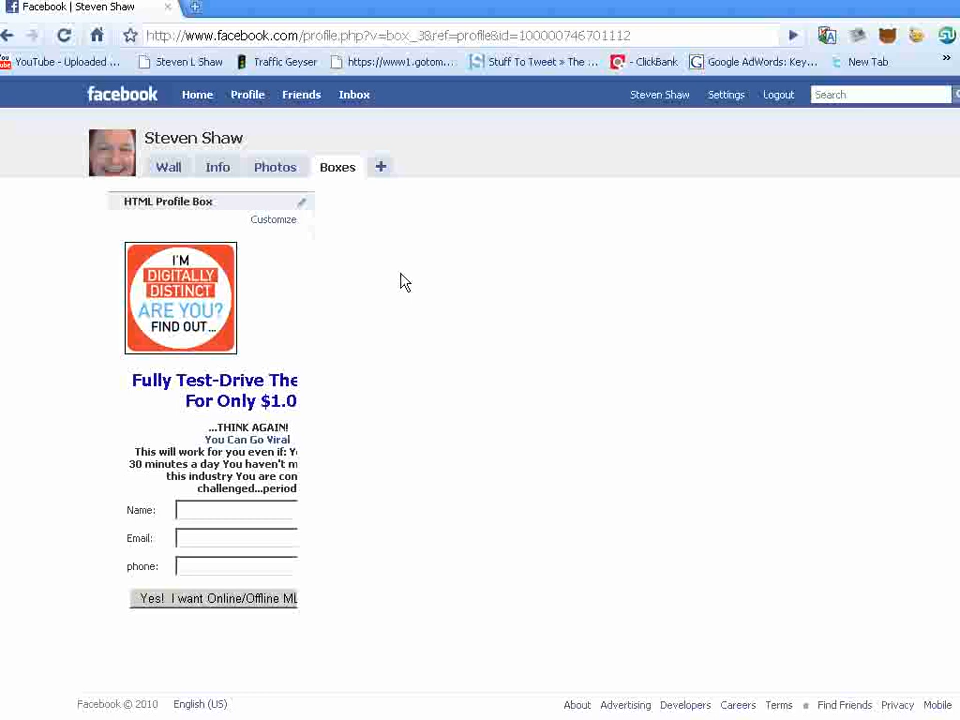 Facebook | Steven Shaw
http://www.facebook.com/profile.php?v=box_3&ref=profile&id=100000746701112
YouTube - Uploaded ... Steven L Shaw Traffic Geyser https://www1.gotom... Stuff To Tweet » The ... - ClickBank Google AdWords: Key... New Tab »
facebook Home Profile Friends Inbox Steven Shaw Settings Logout Search
Steven Shaw
Wall Info Photos Boxes +
HTML Profile Box
Customize
I'M
DIGITALLY
DISTINCT
ARE YOU?
FIND OUT...
Fully Test-Drive The
For Only $1.0
...THINK AGAIN!
You Can Go Viral
This will work for you even if: Y
30 minutes a day You haven't m
this industry You are con
challenged...period
Name:
Email:
phone:
Yes! I want Online/Offline ML
Facebook © 2010 English (US) About Advertising Developers Careers Terms Find Friends Privacy Mobile